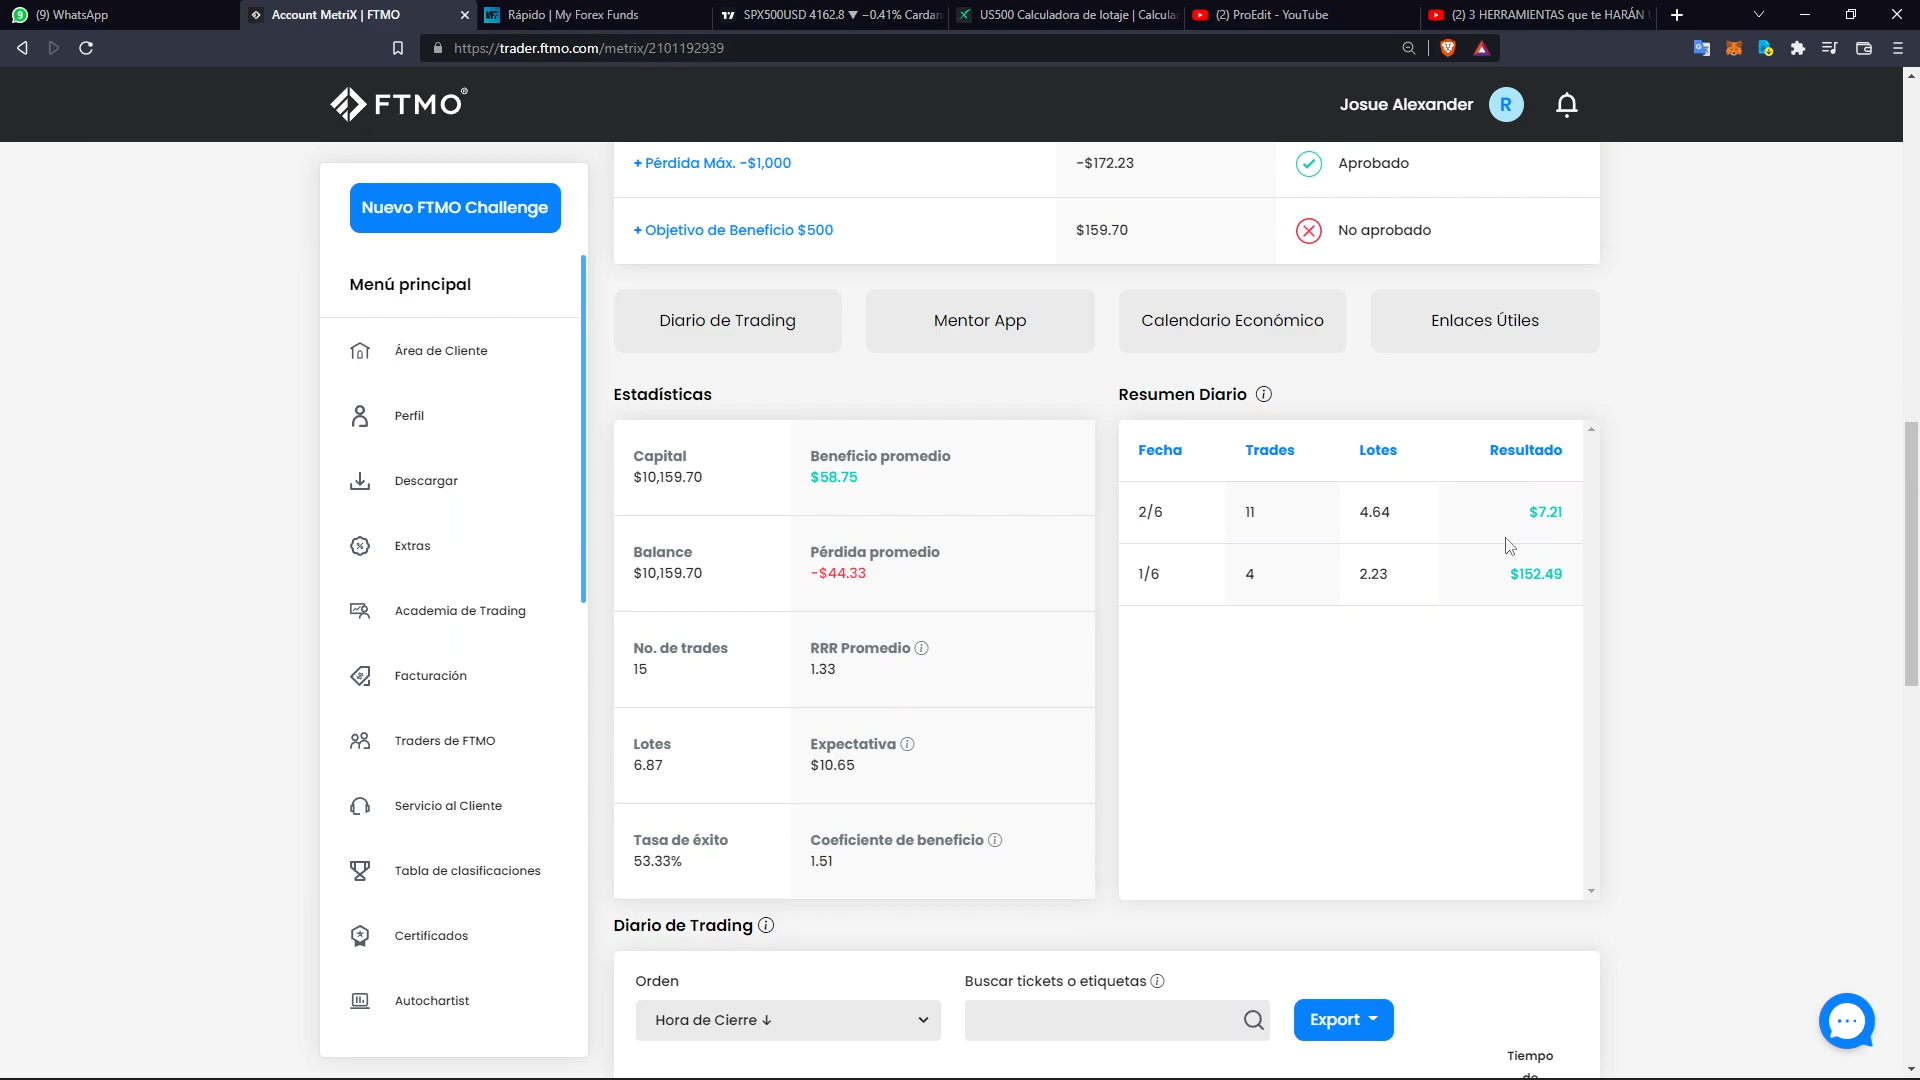 (9) WhatsApp
Account MetriX | FTMO
Rápido | My Forex Funds
SPX500USD 4162.8 ▼ −0.41% Cardan
US500 Calculadora de lotaje | Calcula
(2) ProEdit - YouTube
(2) 3 HERRAMIENTAS que te HARÁN
https://trader.ftmo.com/metrix/2101192939
FTMO®
Josue Alexander
R
Nuevo FTMO Challenge
Menú principal
Área de Cliente
Perfil
Descargar
Extras
Academia de Trading
Facturación
Traders de FTMO
Servicio al Cliente
Tabla de clasificaciones
Certificados
Autochartist
+ Pérdida Máx. -$1,000
-$172.23
Aprobado
+ Objetivo de Beneficio $500
$159.70
No aprobado
Diario de Trading
Mentor App
Calendario Económico
Enlaces Útiles
Estadísticas
Capital
$10,159.70
Beneficio promedio
$58.75
Balance
$10,159.70
Pérdida promedio
-$44.33
No. de trades
15
RRR Promedio
1.33
Lotes
6.87
Expectativa
$10.65
Tasa de éxito
53.33%
Coeficiente de beneficio
1.51
Resumen Diario
Fecha Trades Lotes Resultado
2/6 11 4.64 $7.21
1/6 4 2.23 $152.49
Diario de Trading
Orden
Hora de Cierre ↓
Buscar tickets o etiquetas
Export
Tiempo
de